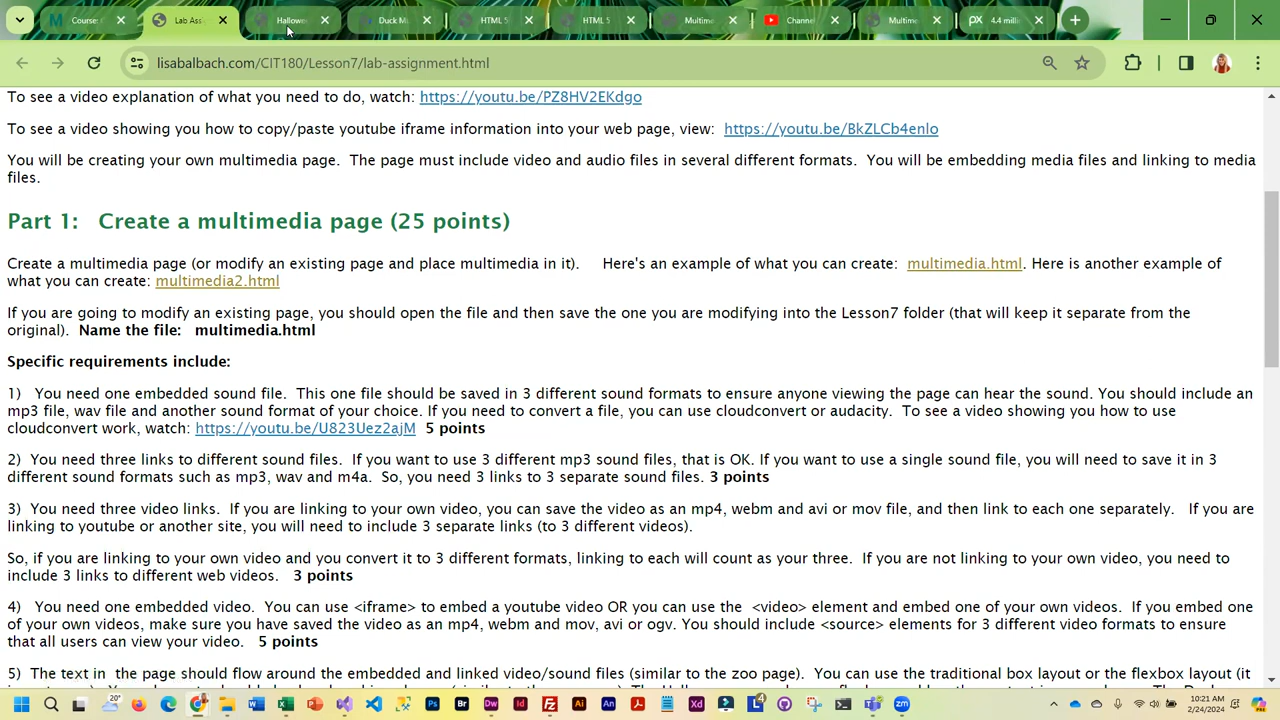 Course:
Lab Ass
Hallowe
Duck Mu
HTML 5
HTML 5
Multime
Channel
Multime
4.4 milli
lisabalbach.com/CIT180/Lesson7/lab-assignment.html
To see a video explanation of what you need to do, watch: https://youtu.be/PZ8HV2EKdgo
To see a video showing you how to copy/paste youtube iframe information into your web page, view: https://youtu.be/BkZLCb4enlo
You will be creating your own multimedia page. The page must include video and audio files in several different formats. You will be embedding media files and linking to media
files.
Part 1: Create a multimedia page (25 points)
Create a multimedia page (or modify an existing page and place multimedia in it). Here's an example of what you can create: multimedia.html. Here is another example of
what you can create: multimedia2.html
If you are going to modify an existing page, you should open the file and then save the one you are modifying into the Lesson7 folder (that will keep it separate from the
original). Name the file: multimedia.html
Specific requirements include:
1) You need one embedded sound file. This one file should be saved in 3 different sound formats to ensure anyone viewing the page can hear the sound. You should include an
mp3 file, wav file and another sound format of your choice. If you need to convert a file, you can use cloudconvert or audacity. To see a video showing you how to use
cloudconvert work, watch: https://youtu.be/U823Uez2ajM 5 points
2) You need three links to different sound files. If you want to use 3 different mp3 sound files, that is OK. If you want to use a single sound file, you will need to save it in 3
different sound formats such as mp3, wav and m4a. So, you need 3 links to 3 separate sound files. 3 points
3) You need three video links. If you are linking to your own video, you can save the video as an mp4, webm and avi or mov file, and then link to each one separately. If you are
linking to youtube or another site, you will need to include 3 separate links (to 3 different videos).
So, if you are linking to your own video and you convert it to 3 different formats, linking to each will count as your three. If you are not linking to your own video, you need to
include 3 links to different web videos. 3 points
4) You need one embedded video. You can use <iframe> to embed a youtube video OR you can use the <video> element and embed one of your own videos. If you embed one
of your own videos, make sure you have saved the video as an mp4, webm and mov, avi or ogv. You should include <source> elements for 3 different video formats to ensure
that all users can view your video. 5 points
5) The text in the page should flow around the embedded and linked video/sound files (similar to the zoo page). You can use the traditional box layout or the flexbox layout (it
20°
10:21 AM
2/24/2024